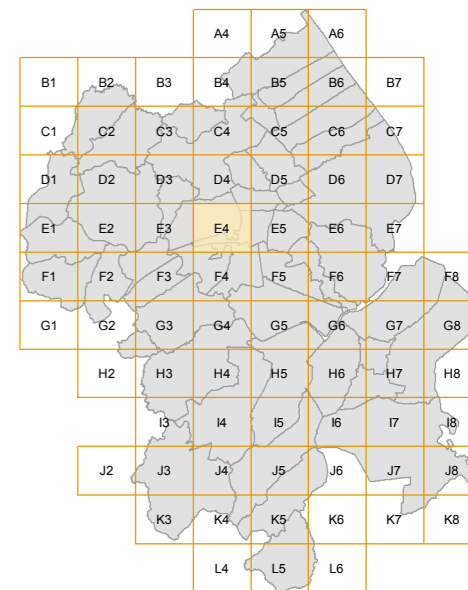 A4 A5 A6
B1 B2 B3 B4 B5 B6 B7
C1 C2 C3 C4 C5 C6 C7
D1 D2 D3 D4 D5 D6 D7
E1 E2 E3 E4 E5 E6 E7
F1 F2 F3 F4 F5 F6 F7 F8
G1 G2 G3 G4 G5 G6 G7 G8
H2 H3 H4 H5 H6 H7 H8
I3 I4 I5 I6 I7 I8
J2 J3 J4 J5 J6 J7 J8
K3 K4 K5 K6 K7 K8
L4 L5 L6